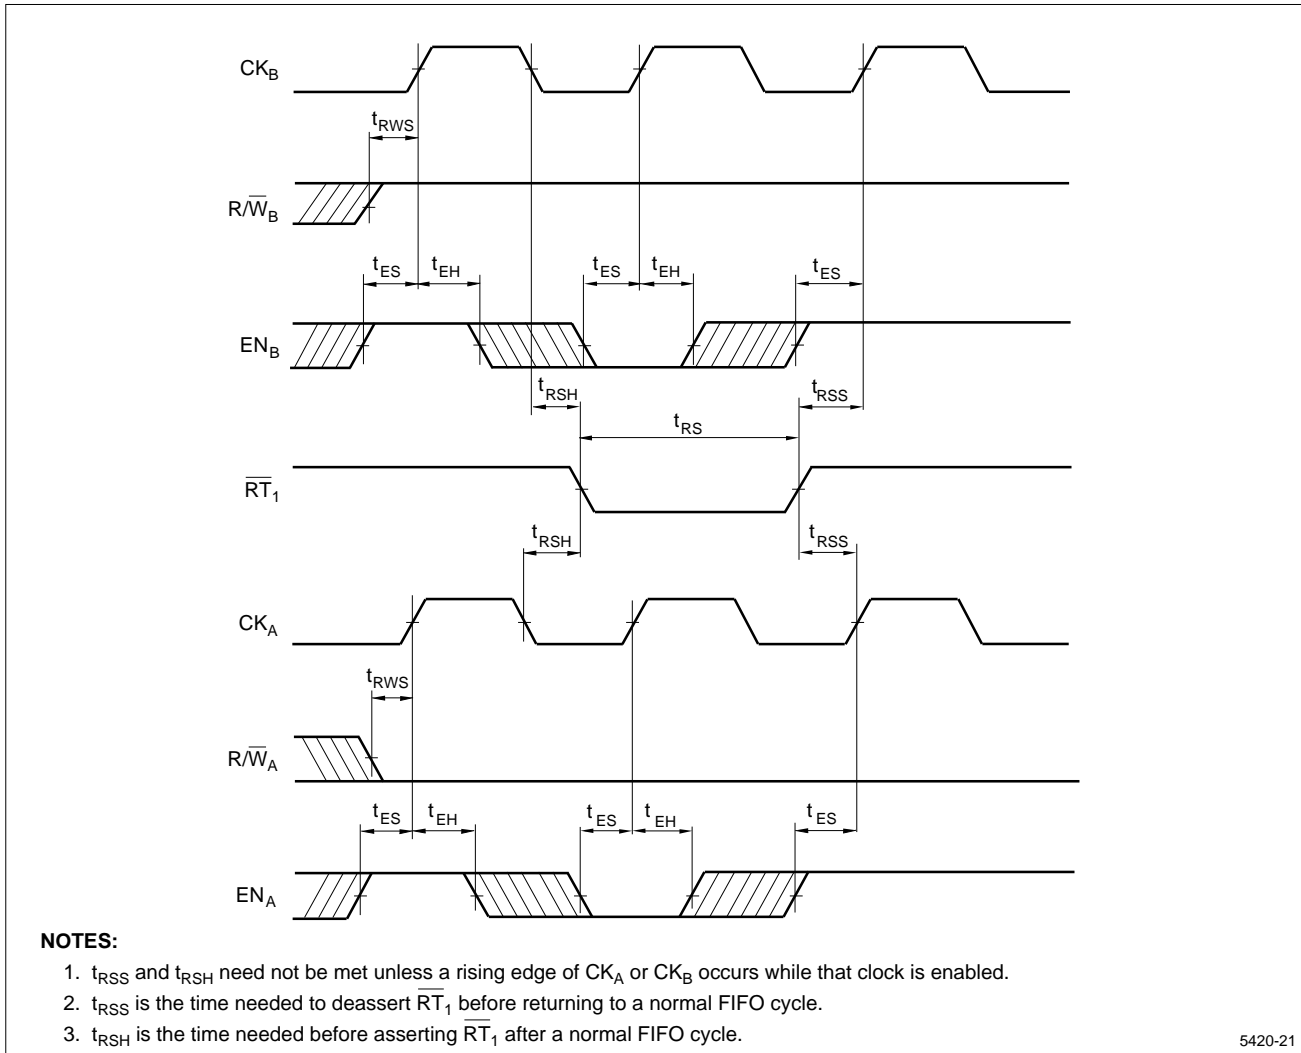 CK_B
t_RWS
R/W̅_B
t_ES t_EH t_ES t_EH t_ES
EN_B
t_RSH t_RSS
t_RS
R̅T̅_1
t_RSH t_RSS
CK_A
t_RWS
R/W̅_A
t_ES t_EH t_ES t_EH t_ES
EN_A
NOTES:
1. t_RSS and t_RSH need not be met unless a rising edge of CK_A or CK_B occurs while that clock is enabled.
2. t_RSS is the time needed to deassert R̅T̅_1 before returning to a normal FIFO cycle.
3. t_RSH is the time needed before asserting R̅T̅_1 after a normal FIFO cycle.
5420-21